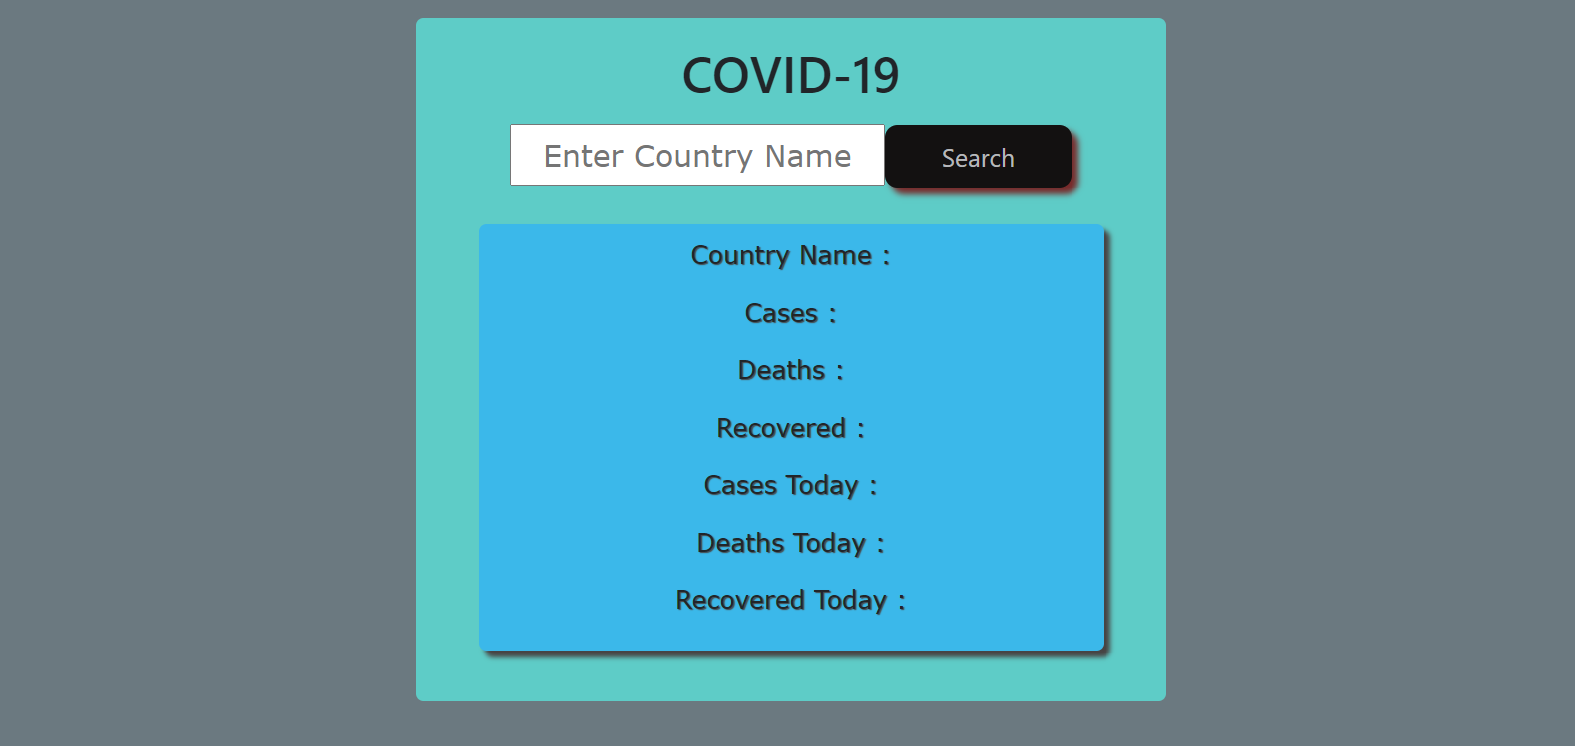 COVID-19
Enter Country Name Search
Country Name :
Cases :
Deaths :
Recovered :
Cases Today :
Deaths Today :
Recovered Today :